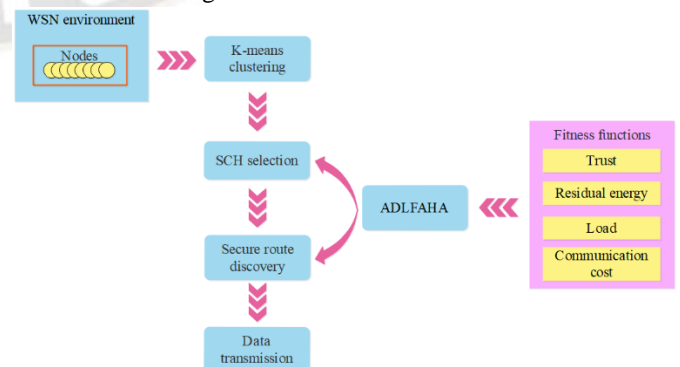 WSN environment
Nodes
K-means
clustering
SCH selection
Secure route
discovery
Data
transmission
ADLFAHA
Fitness functions
Trust
Residual energy
Load
Communication
cost